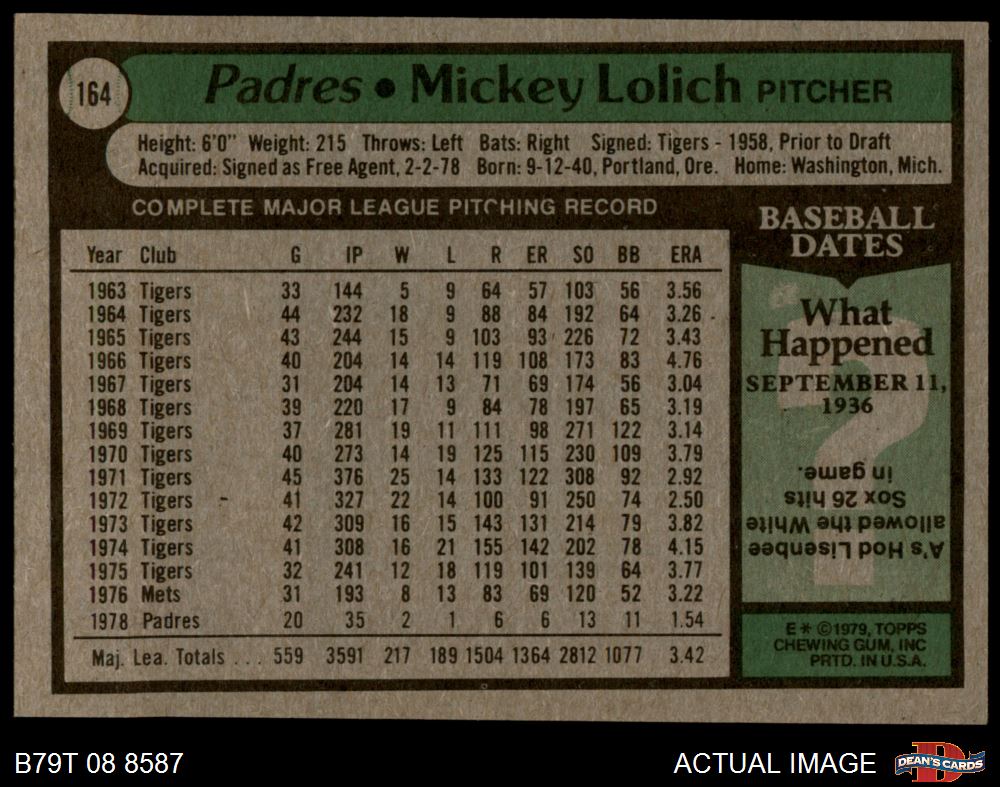 164
Padres • Mickey Lolich PITCHER
Height: 6'0" Weight: 215 Throws: Left Bats: Right Signed: Tigers - 1958, Prior to Draft
Acquired: Signed as Free Agent, 2-2-78 Born: 9-12-40, Portland, Ore. Home: Washington, Mich.
COMPLETE MAJOR LEAGUE PITCHING RECORD
Year Club G IP W L R ER SO BB ERA
1963 Tigers 33 144 5 9 64 57 103 56 3.56
1964 Tigers 44 232 18 9 88 84 192 64 3.26
1965 Tigers 43 244 15 9 103 93 226 72 3.43
1966 Tigers 40 204 14 14 119 108 173 83 4.76
1967 Tigers 31 204 14 13 71 69 174 56 3.04
1968 Tigers 39 220 17 9 84 78 197 65 3.19
1969 Tigers 37 281 19 11 111 98 271 122 3.14
1970 Tigers 40 273 14 19 125 115 230 109 3.79
1971 Tigers 45 376 25 14 133 122 308 92 2.92
1972 Tigers 41 327 22 14 100 91 250 74 2.50
1973 Tigers 42 309 16 15 143 131 214 79 3.82
1974 Tigers 41 308 16 21 155 142 202 78 4.15
1975 Tigers 32 241 12 18 119 101 139 64 3.77
1976 Mets 31 193 8 13 83 69 120 52 3.22
1978 Padres 20 35 2 1 6 6 13 11 1.54
Maj. Lea. Totals ... 559 3591 217 189 1504 1364 2812 1077 3.42
BASEBALL
DATES
What
Happened
SEPTEMBER 11,
1936
?
A's Hod Lisenbee
allowed the White
Sox 26 hits
in game.
E * ©1979, TOPPS
CHEWING GUM, INC
PRTD. IN U.S.A.
B79T 08 8587
ACTUAL IMAGE
D
DEAN'S CARDS